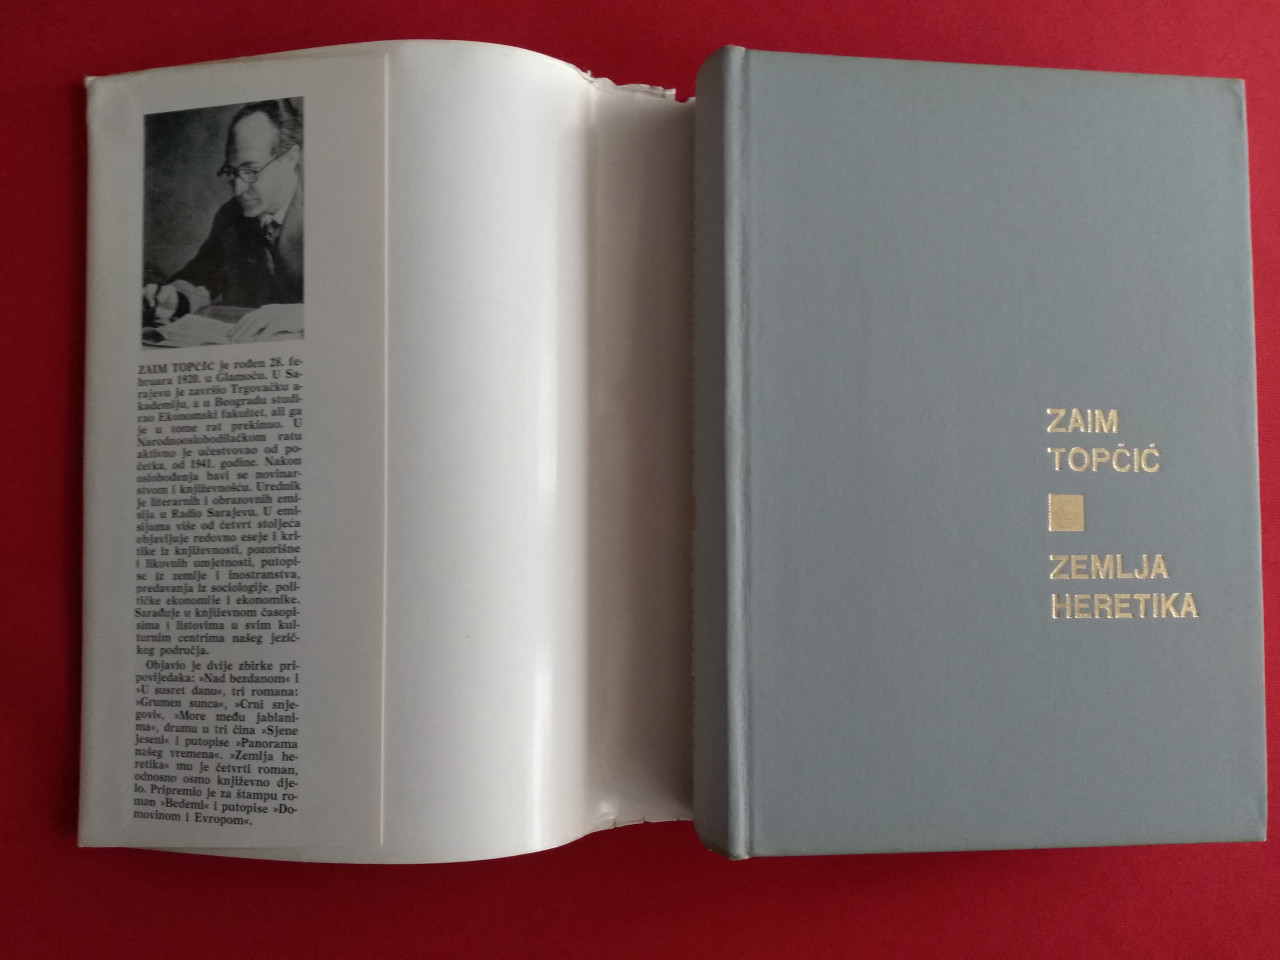 ZAIM TOPČIĆ je rođen 28. fe-
bruara 1920. u Glamoču. U Sa-
rajevu je završio Trgovačku a-
kademiju, a u Beogradu studi-
rao Ekonomski fakultet, ali ga
je u tome rat prekinuo. U
Narodnooslobodilačkom ratu
aktivno je učestvovao od po-
četka, od 1941. godine. Nakon
oslobođenja bavi se novinar-
stvom i književnošću. Urednik
je literarnih i obrazovnih emi-
sija u Radio Sarajevu. U emi-
sijama više od četvrt stoljeća
objavljuje redovno eseje i kri-
tike iz književnosti, pozorišne
i likovnih umjetnosti, putopi-
se iz zemlje i inostranstva,
predavanja iz sociologije, poli-
tičke ekonomije i ekonomike.
Sarađuje u književnom časopi-
sima i listovima u svim kul-
turnim centrima našeg jezič-
kog područja.
Objavio je dvije zbirke pri-
povijedaka: »Nad bezdanom« i
»U susret danu«, tri romana:
»Grumen sunca«, »Crni snje-
govi«, »More među jablani-
ma«, dramu u tri čina »Sjene
jeseni« i putopise »Panorama
našeg vremena«. »Zemlja he-
retika« mu je četvrti roman,
odnosno osmo književno dje-
lo. Pripremio je za štampu ro-
man »Bedemi« i putopise »Do-
movinom i Evropom«.
ZAIM
TOPČIĆ
ZEMLJA
HERETIKA